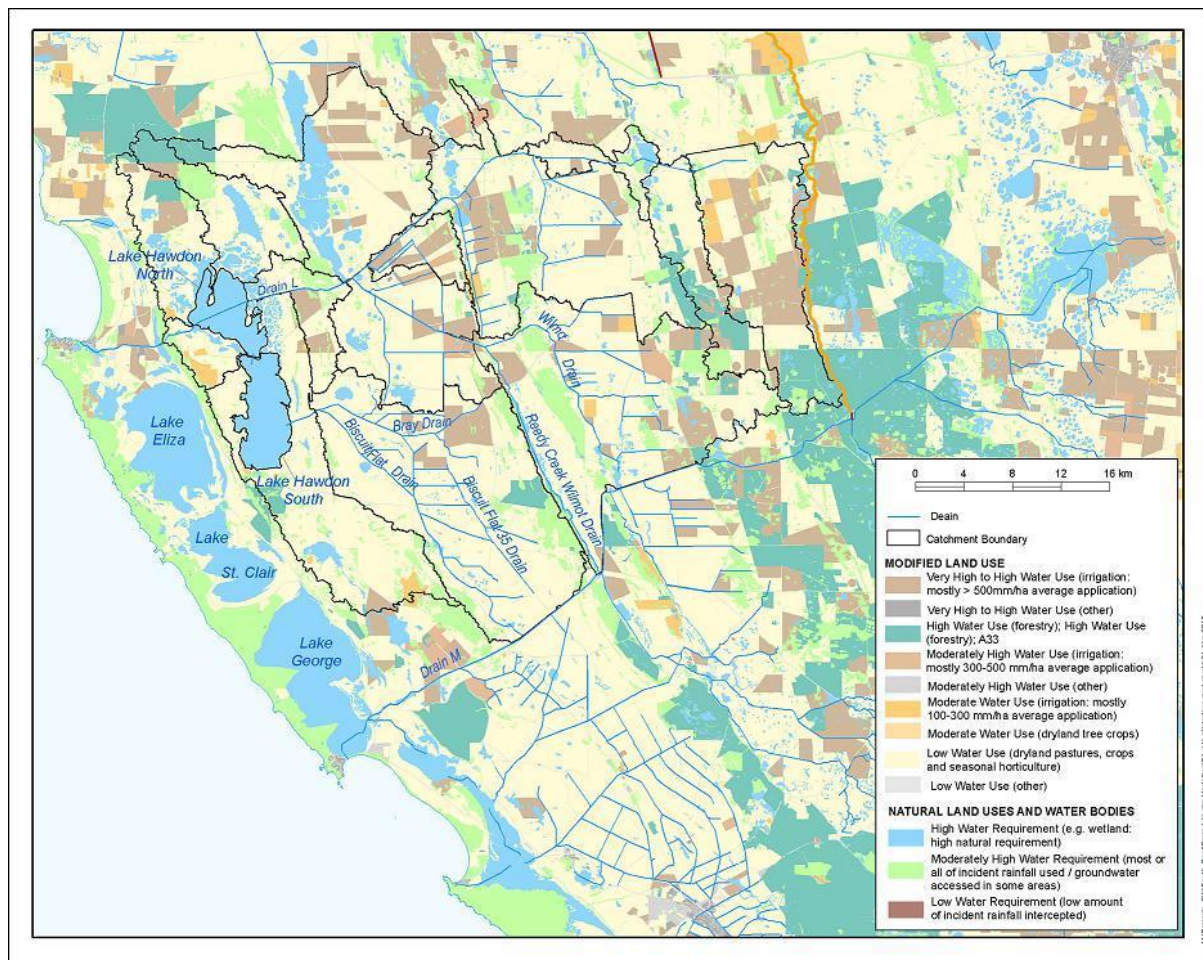 Lake Hawdon
North
Drain L
Wilmot Drain
Lake
Eliza
Bray Drain
Biscuit Flat Drain
Reedy Creek Wilmot Drain
Biscuit Flat 35 Drain
Lake Hawdon
South
Lake
St. Clair
Lake
George
Drain M
0 4 8 12 16 km
Deain
Catchment Boundary
MODIFIED LAND USE
Very High to High Water Use (irrigation:
mostly > 500mm/ha average application)
Very High to High Water Use (other)
High Water Use (forestry); High Water Use
(forestry); A33
Moderately High Water Use (irrigation:
mostly 300-500 mm/ha average application)
Moderately High Water Use (other)
Moderate Water Use (irrigation: mostly
100-300 mm/ha average application)
Moderate Water Use (dryland tree crops)
Low Water Use (dryland pastures, crops
and seasonal horticulture)
Low Water Use (other)
NATURAL LAND USES AND WATER BODIES
High Water Requirement (e.g. wetland:
high natural requirement)
Moderately High Water Requirement (most or
all of incident rainfall used / groundwater
accessed in some areas)
Low Water Requirement (low amount
of incident rainfall intercepted)